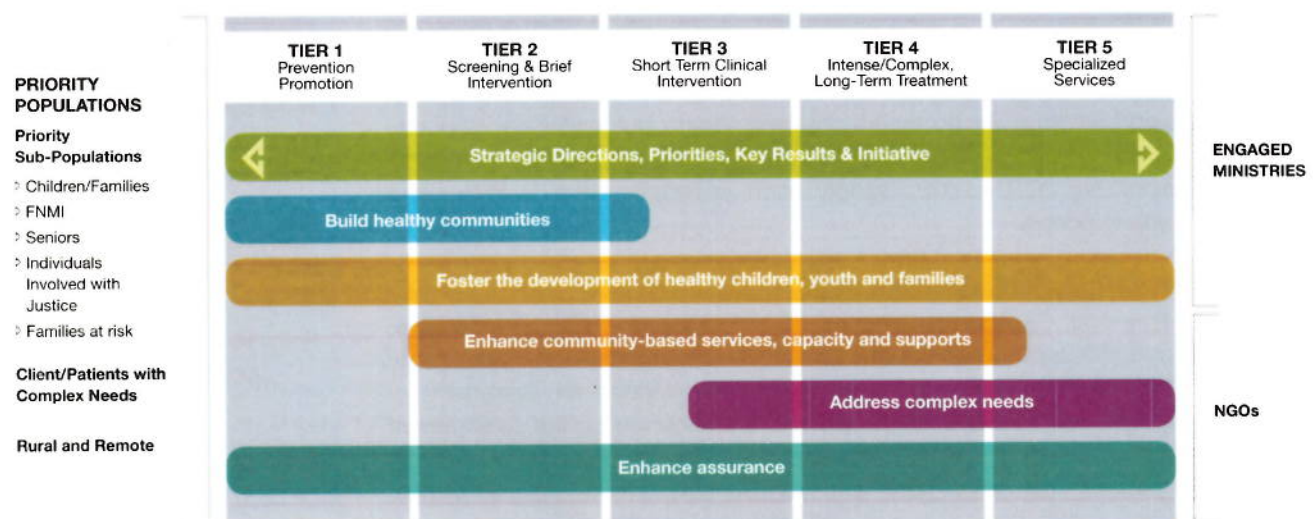 TIER 1
Prevention
Promotion
TIER 2
Screening & Brief
Intervention
TIER 3
Short Term Clinical
Intervention
TIER 4
Intense/Complex,
Long-Term Treatment
TIER 5
Specialized
Services
PRIORITY
POPULATIONS
Priority
Sub-Populations
Children/Families
FNMI
Seniors
Individuals
Involved with
Justice
Families at risk
Client/Patients with
Complex Needs
Rural and Remote
Strategic Directions, Priorities, Key Results & Initiative
Build healthy communities
Foster the development of healthy children, youth and families
Enhance community-based services, capacity and supports
Address complex needs
Enhance assurance
ENGAGED
MINISTRIES
NGOs